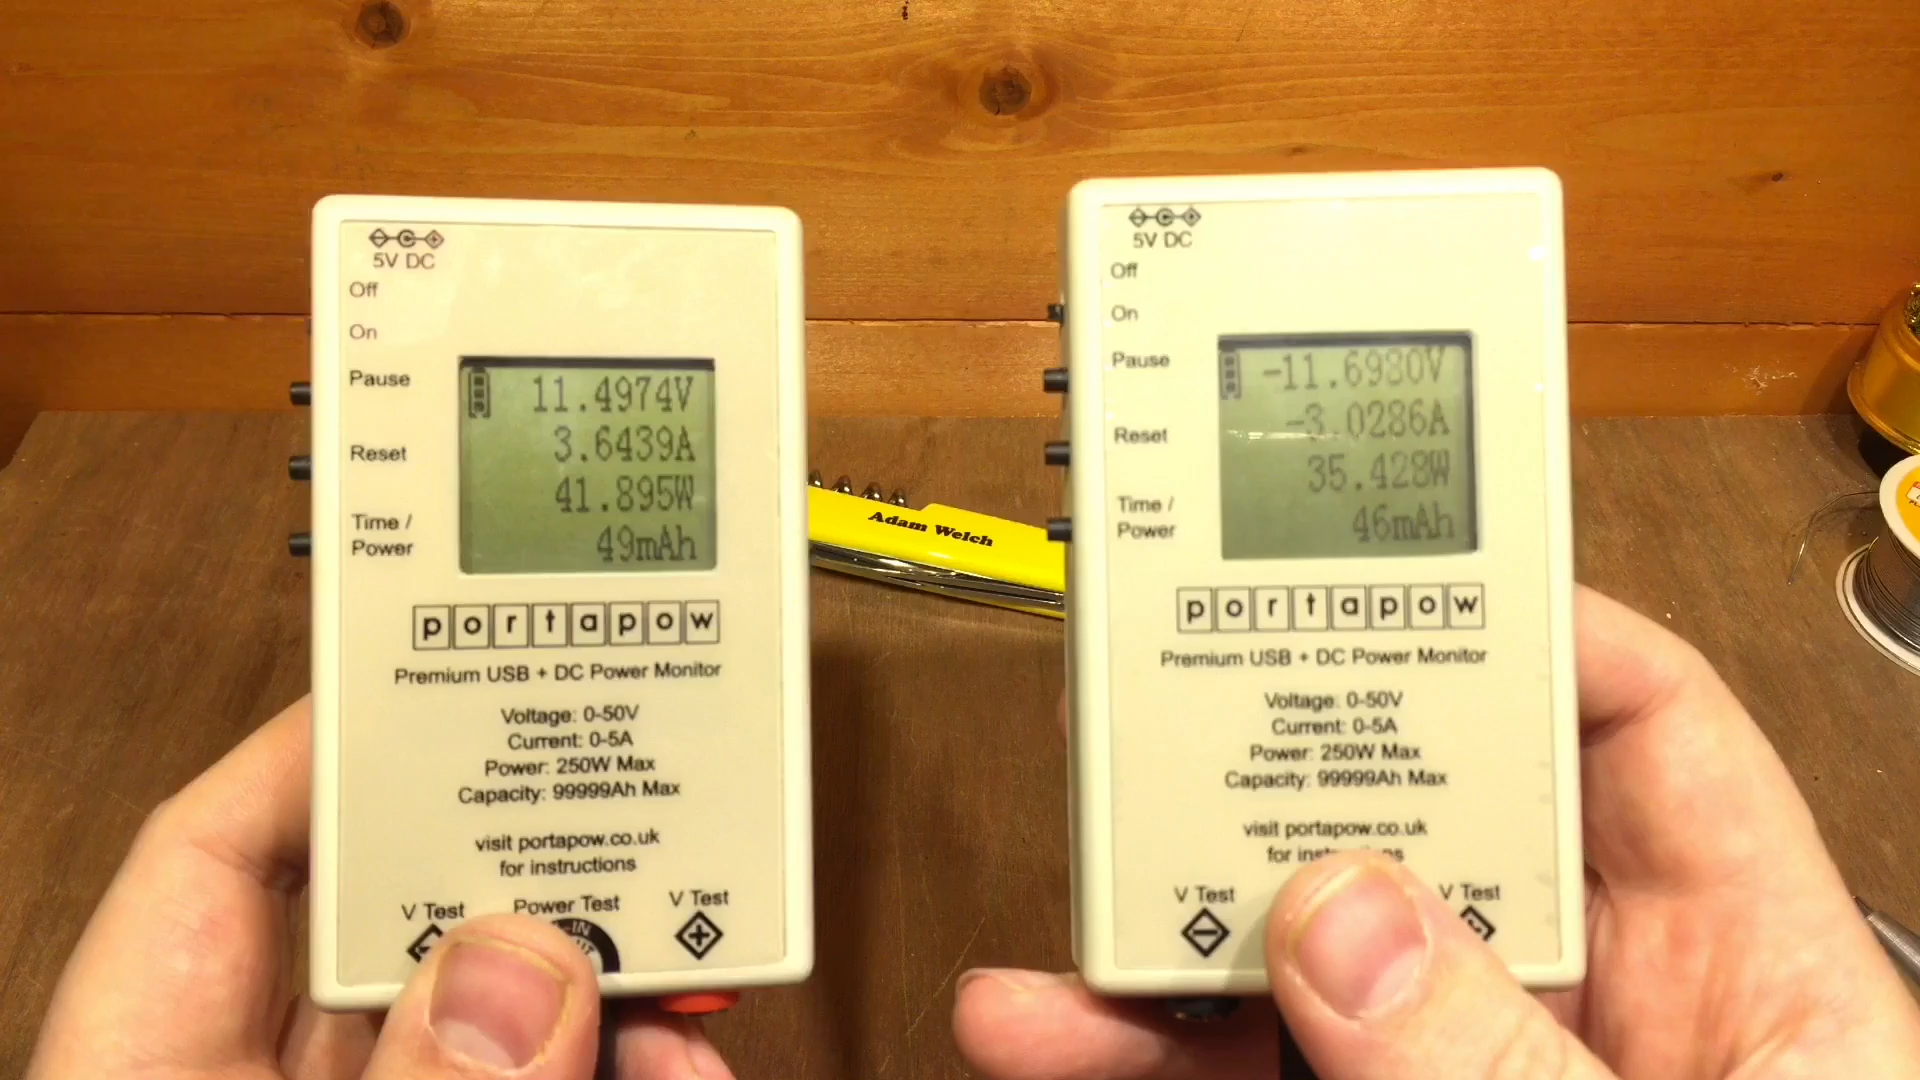 5V DC
Off
On
Pause
Reset
Time /
Power
11.4974V
3.6439A
41.895W
49mAh
portapow
Premium USB + DC Power Monitor
Voltage: 0-50V
Current: 0-5A
Power: 250W Max
Capacity: 99999Ah Max
visit portapow.co.uk
for instructions
V Test
Power Test
V Test
IN
Adam Welch
5V DC
Off
On
Pause
Reset
Time /
Power
-11.6980V
-3.0286A
35.428W
46mAh
portapow
Premium USB + DC Power Monitor
Voltage: 0-50V
Current: 0-5A
Power: 250W Max
Capacity: 99999Ah Max
visit portapow.co.uk
for
V Test
V Test